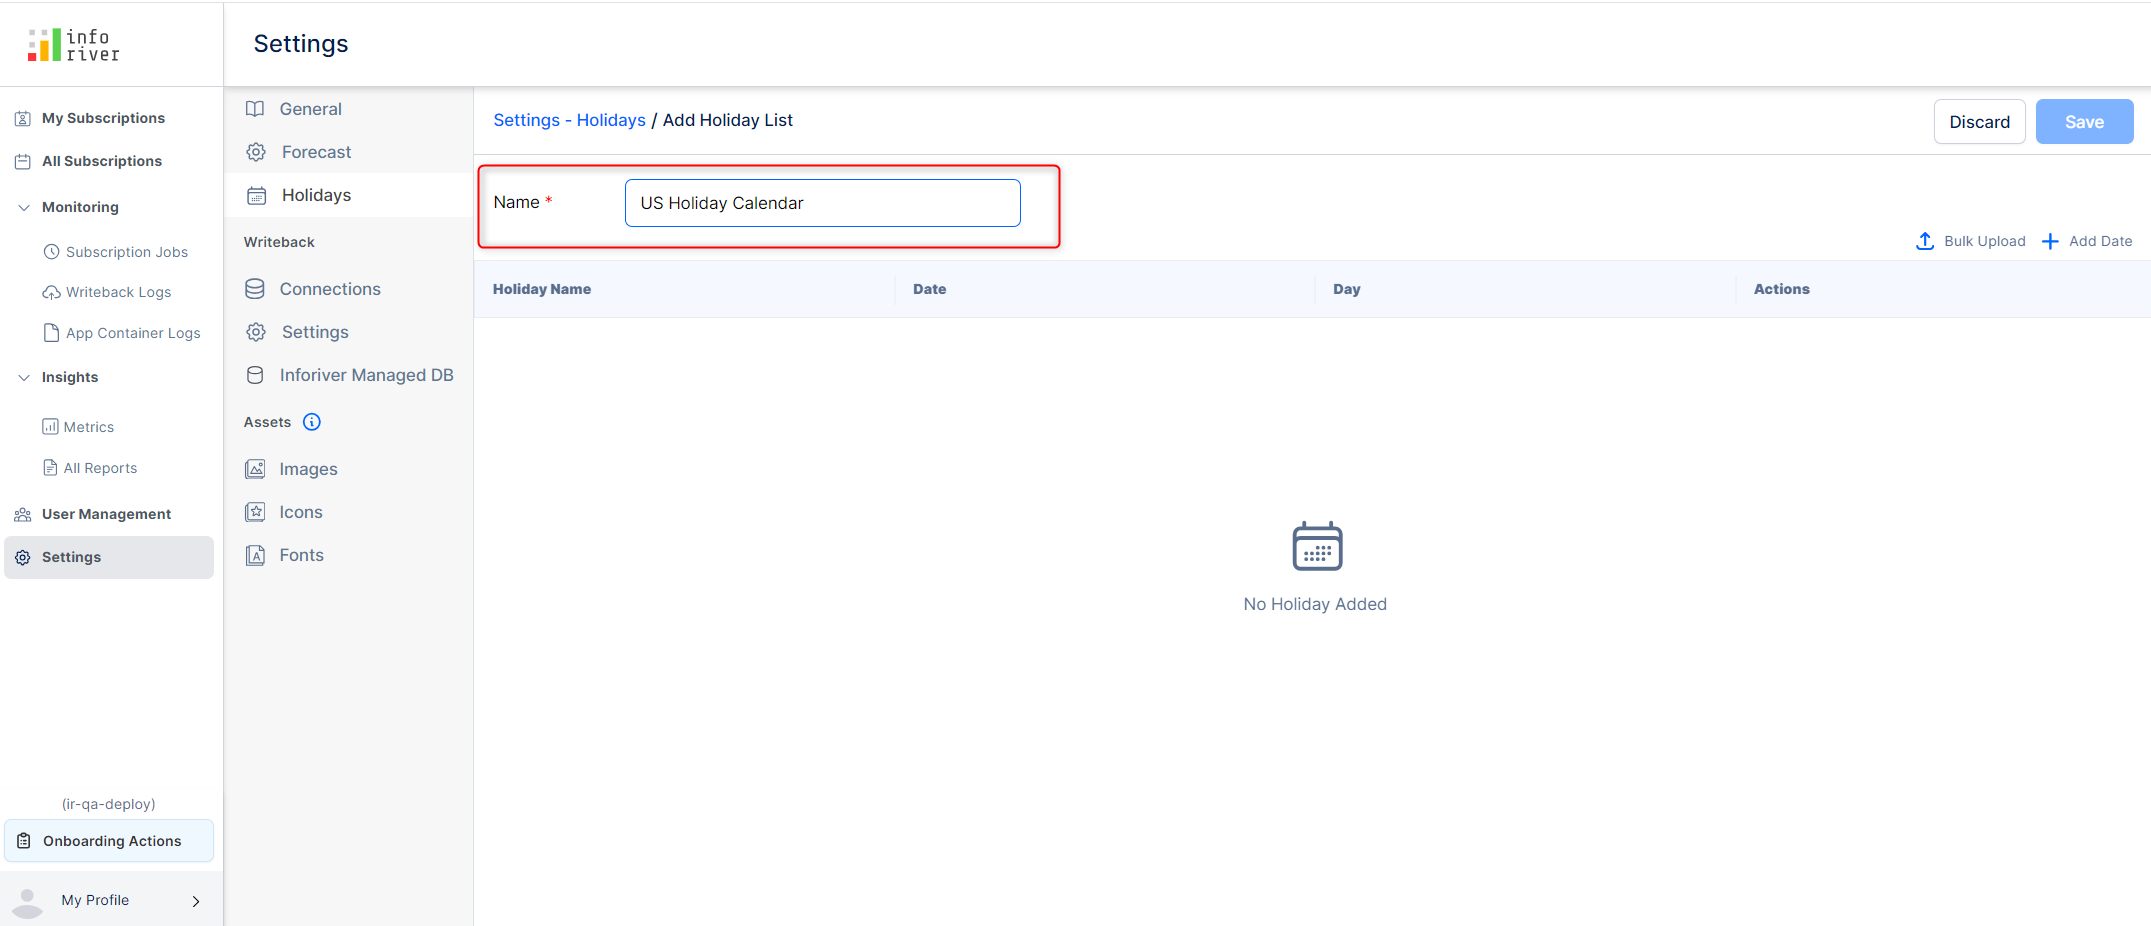 info
river
Settings
My Subscriptions
All Subscriptions
Monitoring
Subscription Jobs
Writeback Logs
App Container Logs
Insights
Metrics
All Reports
User Management
Settings
(ir-qa-deploy)
Onboarding Actions
My Profile
General
Forecast
Holidays
Writeback
Connections
Settings
Inforiver Managed DB
Assets
Images
Icons
Fonts
Settings - Holidays / Add Holiday List
Discard
Save
Name *
US Holiday Calendar
Bulk Upload
Add Date
Holiday Name
Date
Day
Actions
No Holiday Added